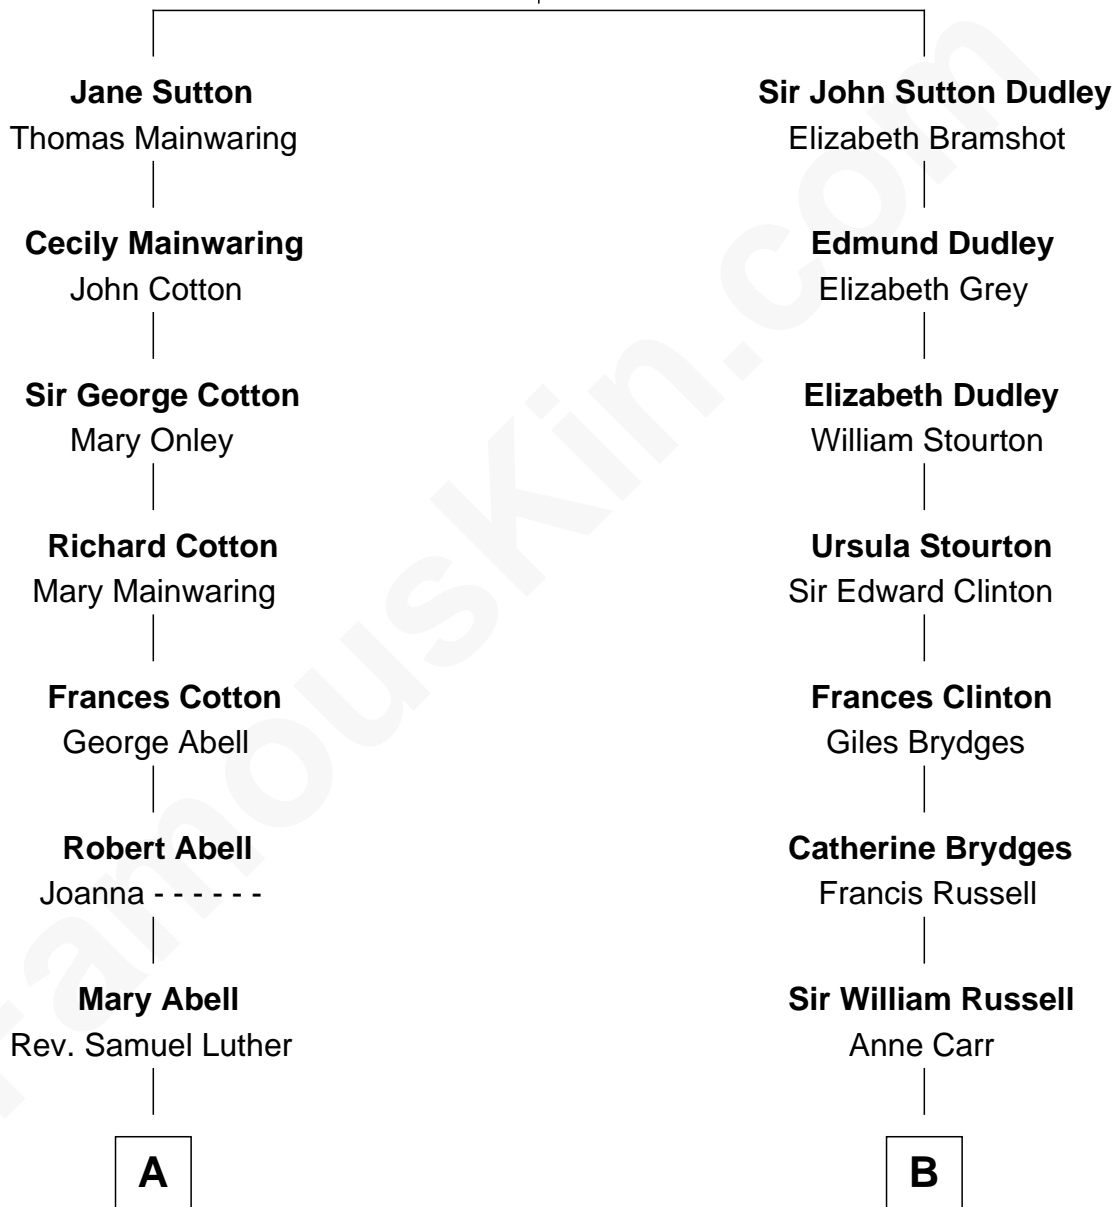 Jane Sutton
Thomas Mainwaring
Cecily Mainwaring
John Cotton
Sir George Cotton
Mary Onley
Richard Cotton
Mary Mainwaring
Frances Cotton
George Abell
Robert Abell
Joanna - - - - - -
Mary Abell
Rev. Samuel Luther
A
Sir John Sutton Dudley
Elizabeth Bramshot
Edmund Dudley
Elizabeth Grey
Elizabeth Dudley
William Stourton
Ursula Stourton
Sir Edward Clinton
Frances Clinton
Giles Brydges
Catherine Brydges
Francis Russell
Sir William Russell
Anne Carr
B
FamousKin.com